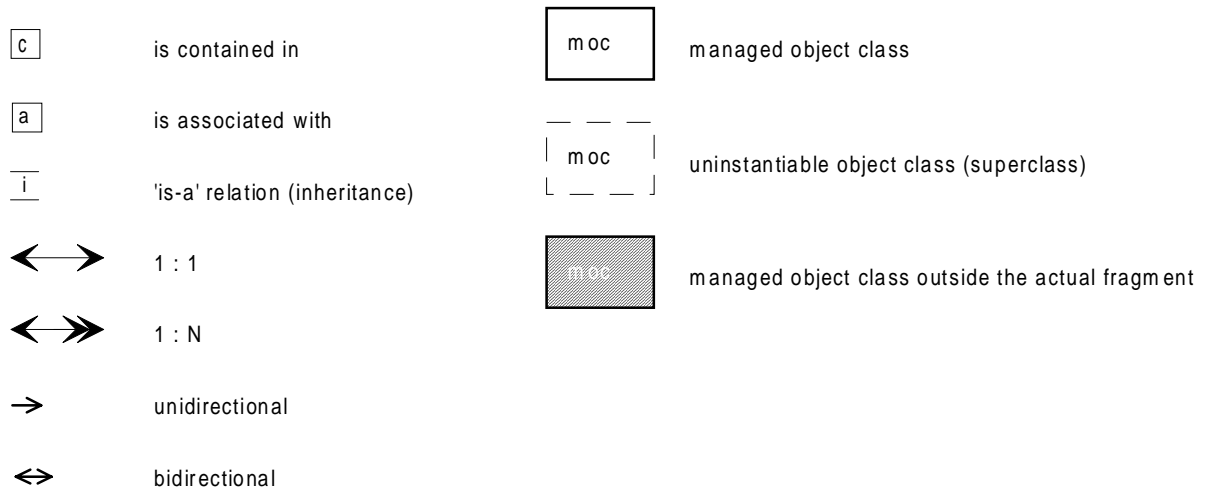 c is contained in
a is associated with
i 'is-a' relation (inheritance)
1 : 1
1 : N
unidirectional
bidirectional
moc managed object class
moc uninstantiable object class (superclass)
moc managed object class outside the actual fragment